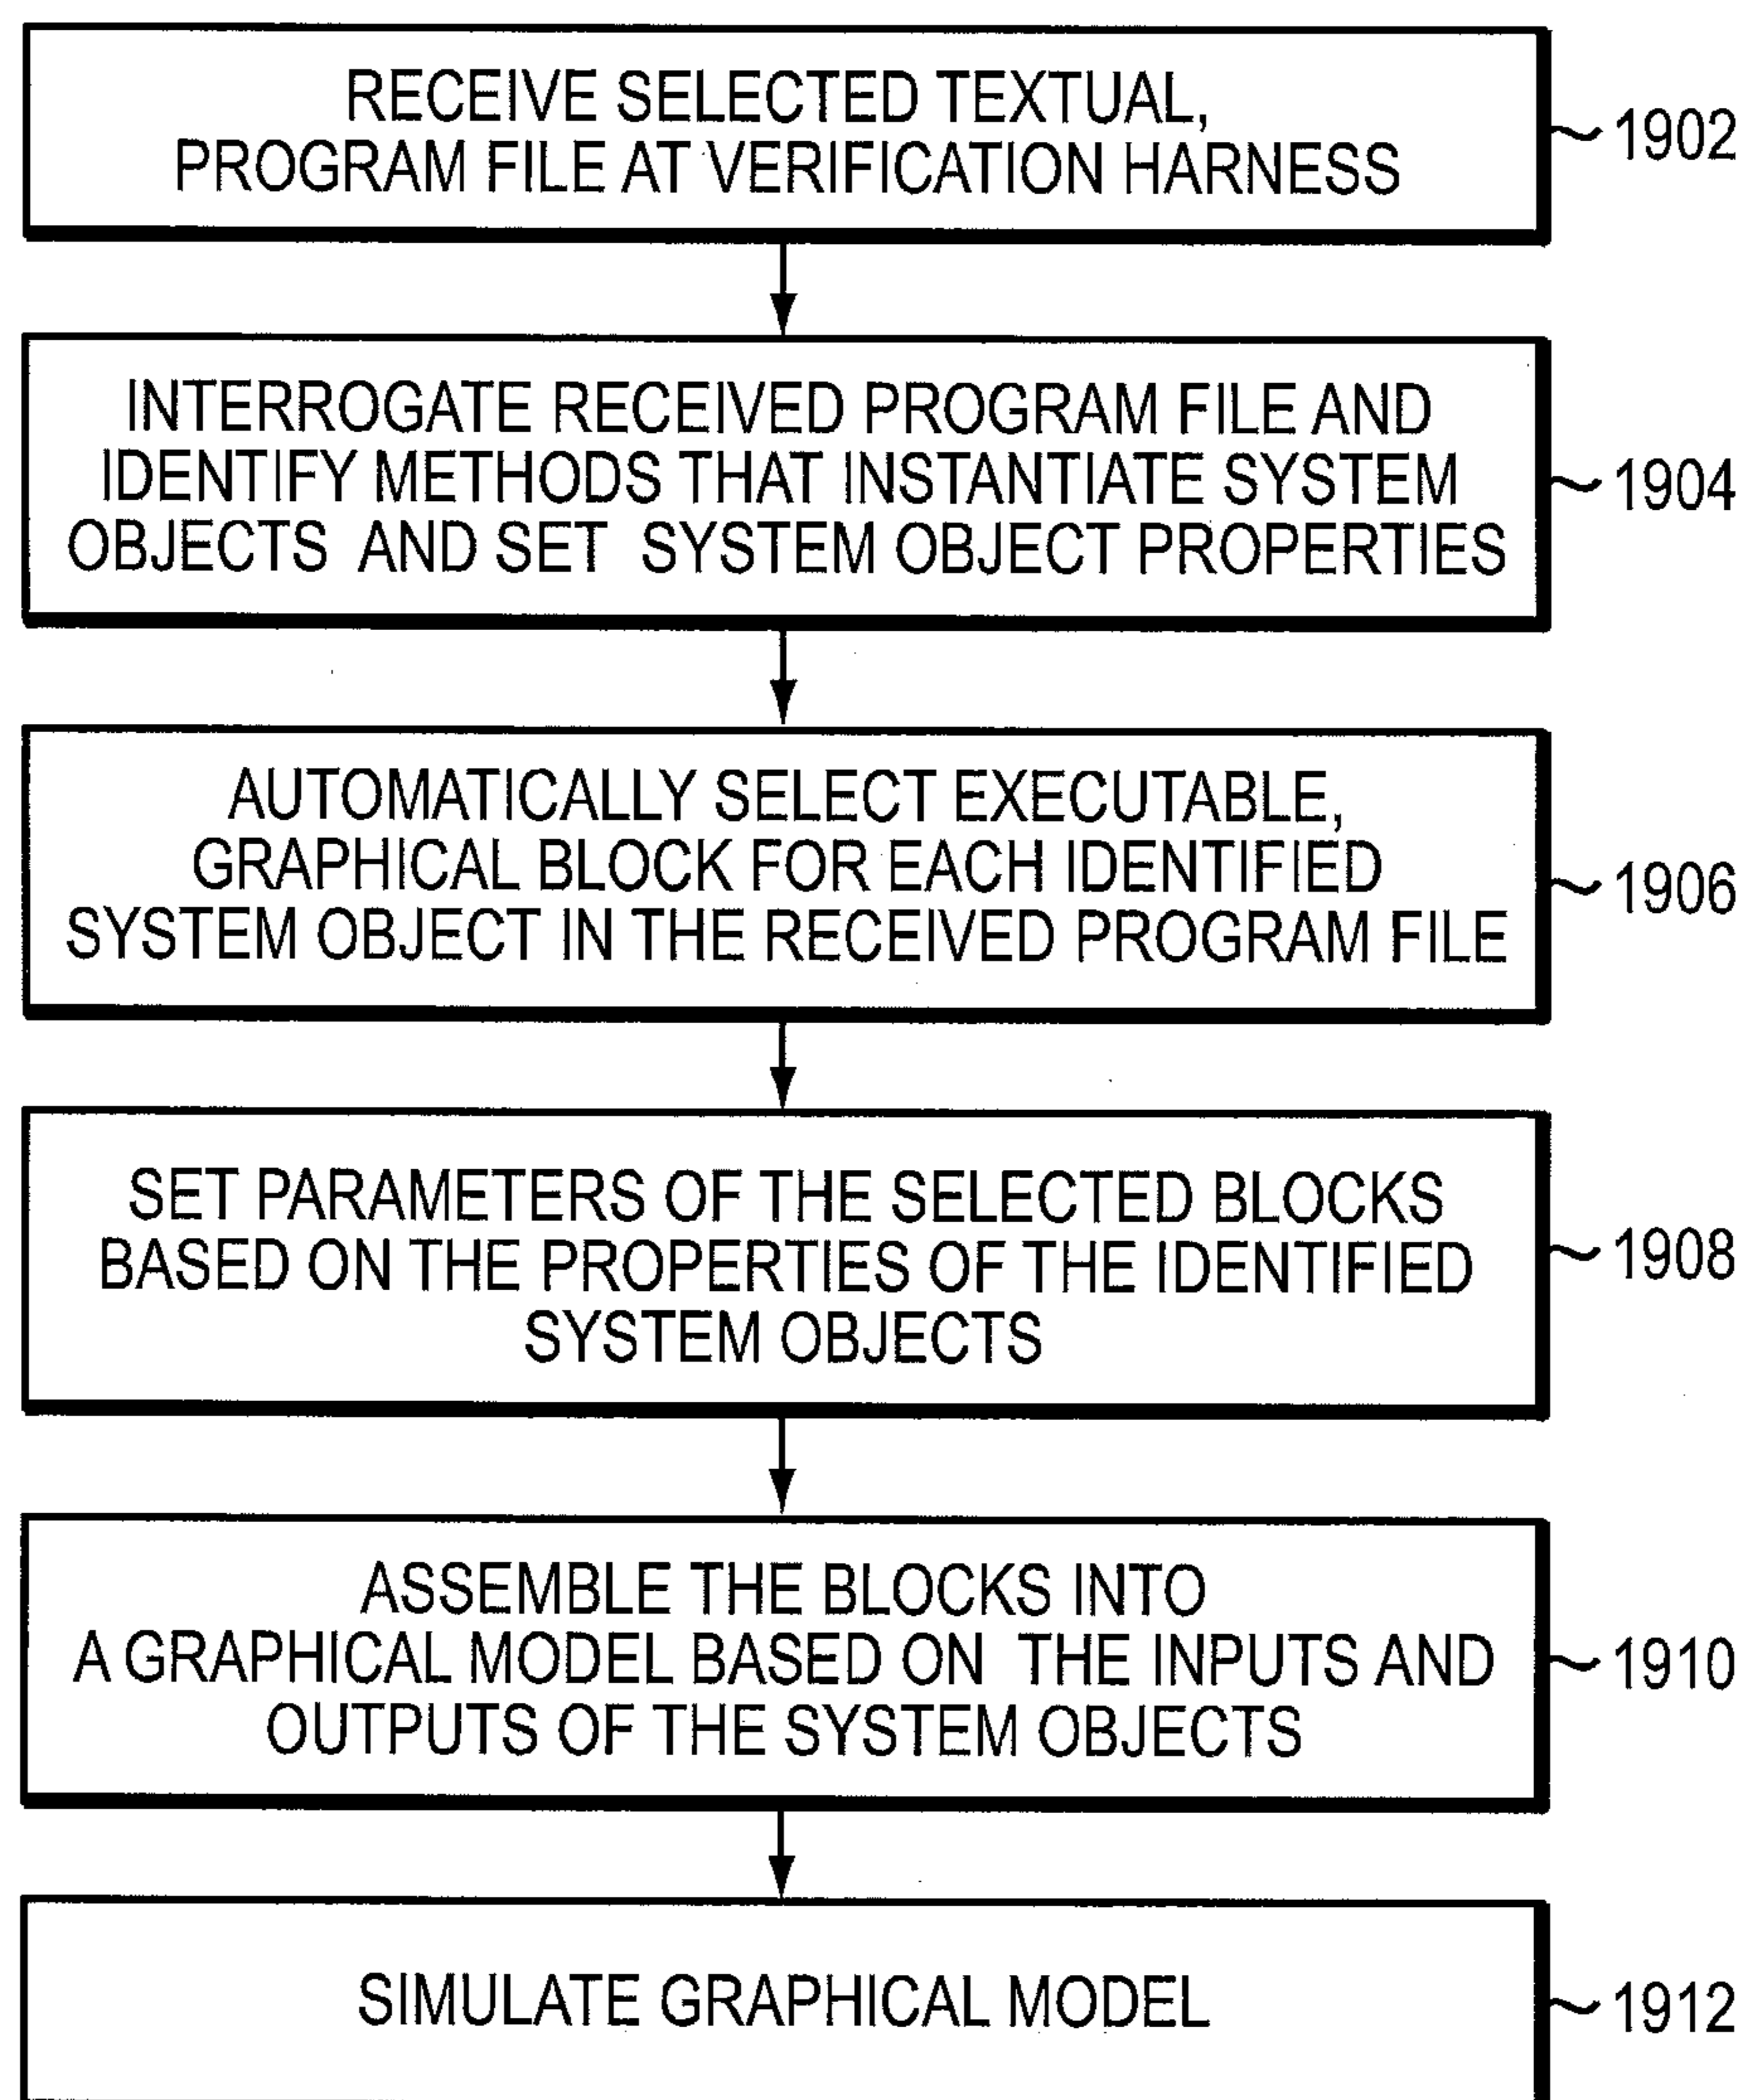 RECEIVE SELECTED TEXTUAL,
PROGRAM FILE AT VERIFICATION HARNESS
1902
INTERROGATE RECEIVED PROGRAM FILE AND
IDENTIFY METHODS THAT INSTANTIATE SYSTEM
OBJECTS AND SET SYSTEM OBJECT PROPERTIES
1904
AUTOMATICALLY SELECT EXECUTABLE,
GRAPHICAL BLOCK FOR EACH IDENTIFIED
SYSTEM OBJECT IN THE RECEIVED PROGRAM FILE
1906
SET PARAMETERS OF THE SELECTED BLOCKS
BASED ON THE PROPERTIES OF THE IDENTIFIED
SYSTEM OBJECTS
1908
ASSEMBLE THE BLOCKS INTO
A GRAPHICAL MODEL BASED ON THE INPUTS AND
OUTPUTS OF THE SYSTEM OBJECTS
1910
SIMULATE GRAPHICAL MODEL
1912